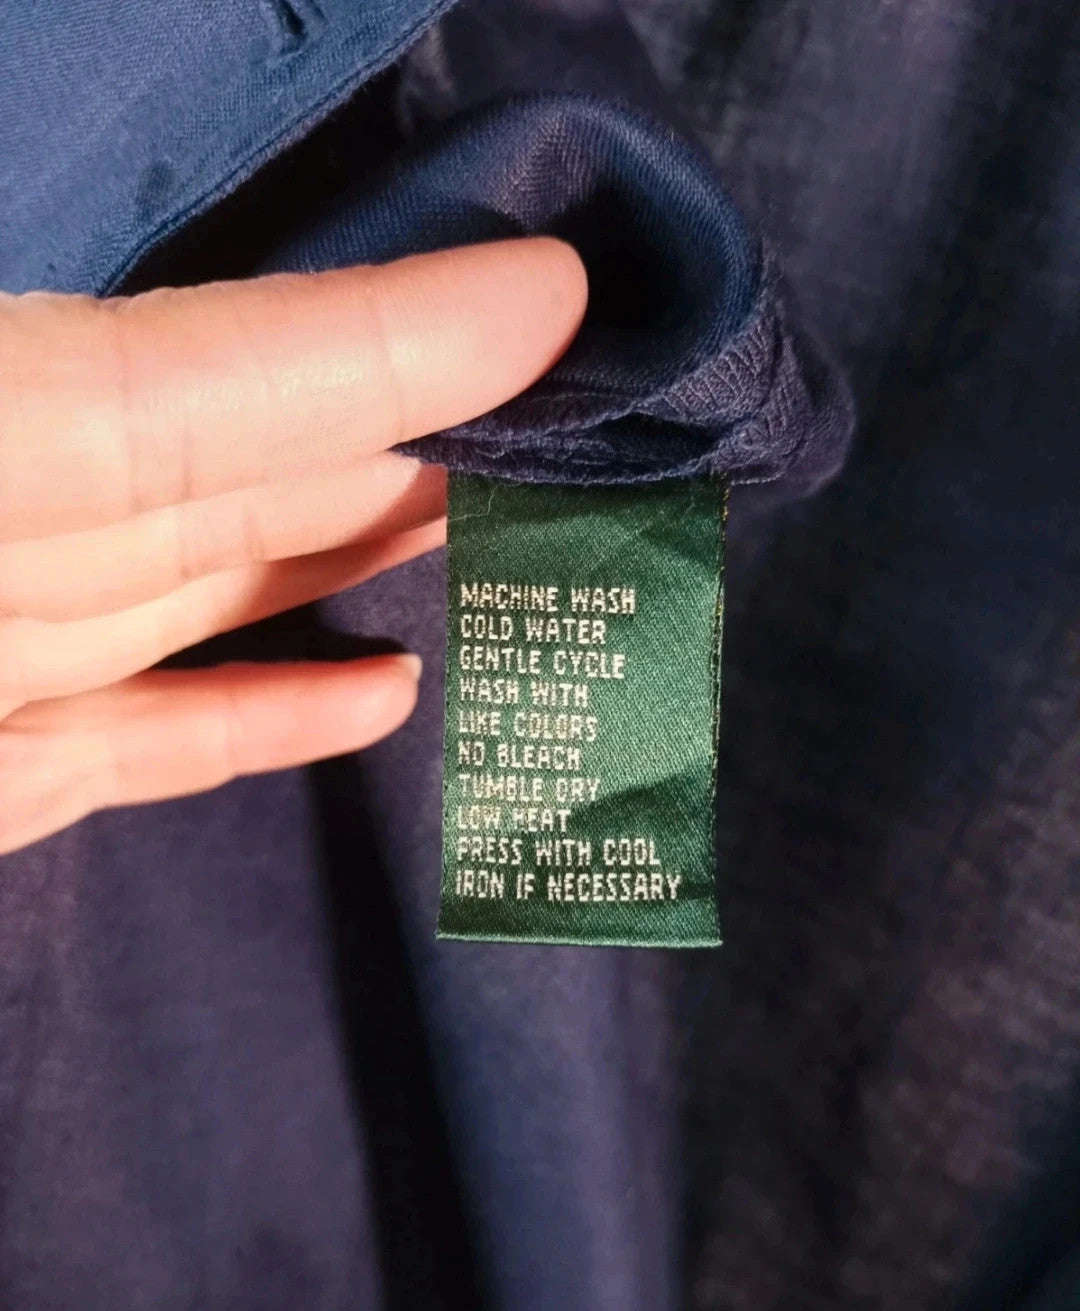 MACHINE WASH
COLD WATER
GENTLE CYCLE
WASH WITH
LIKE COLORS
NO BLEACH
TUMBLE DRY
LOW HEAT
PRESS WITH COOL
IRON IF NECESSARY